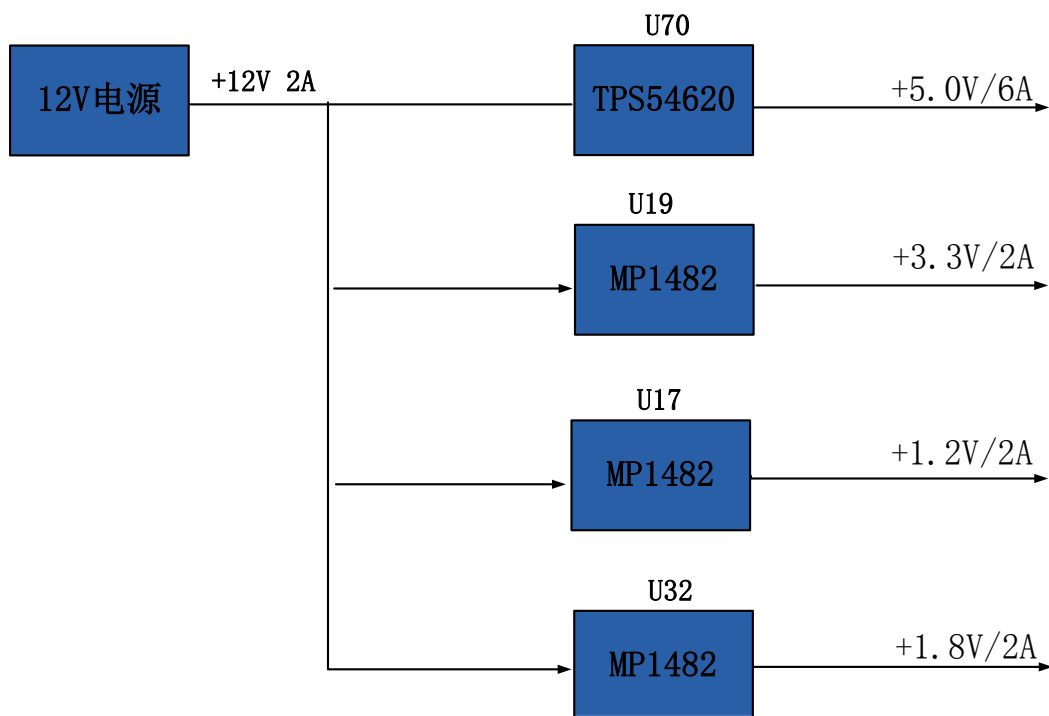 U70
12V电源
+12V 2A
TPS54620
+5.0V/6A
U19
MP1482
+3.3V/2A
U17
MP1482
+1.2V/2A
U32
MP1482
+1.8V/2A